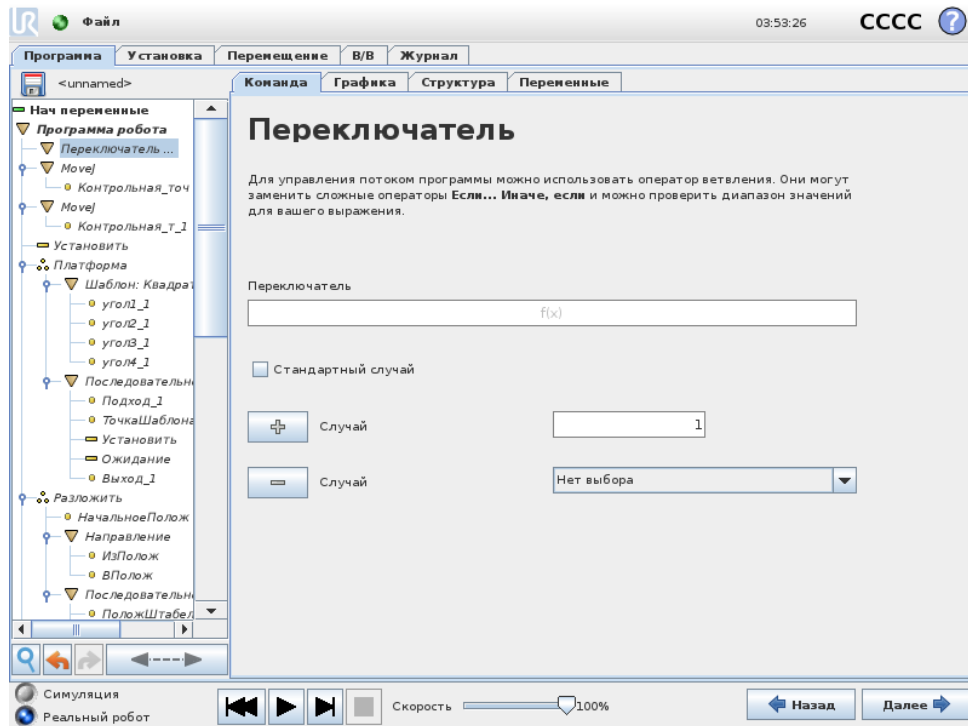 UR
Файл
03:53:26
CCCC
?
Программа
Установка
Перемещение
В/В
Журнал
<unnamed>
Команда
Графика
Структура
Переменные
Нач переменные
Программа робота
Переключатель ...
MoveJ
Контрольная_точ
MoveJ
Контрольная_т_1
Установить
Платформа
Шаблон: Квадрат
угол1_1
угол2_1
угол3_1
угол4_1
Последовательн
Подход_1
ТочкаШаблона
Установить
Ожидание
Выход_1
Разложить
НачальноеПолож
Направление
ИзПолож
ВПолож
Последовательн
ПоложШтабел
Переключатель
Для управления потоком программы можно использовать оператор ветвления. Они могут
заменить сложные операторы Если... Иначе, если и можно проверить диапазон значений
для вашего выражения.
Переключатель
f(x)
Стандартный случай
Случай
1
Случай
Нет выбора
Симуляция
Реальный робот
Скорость
100%
Назад
Далее